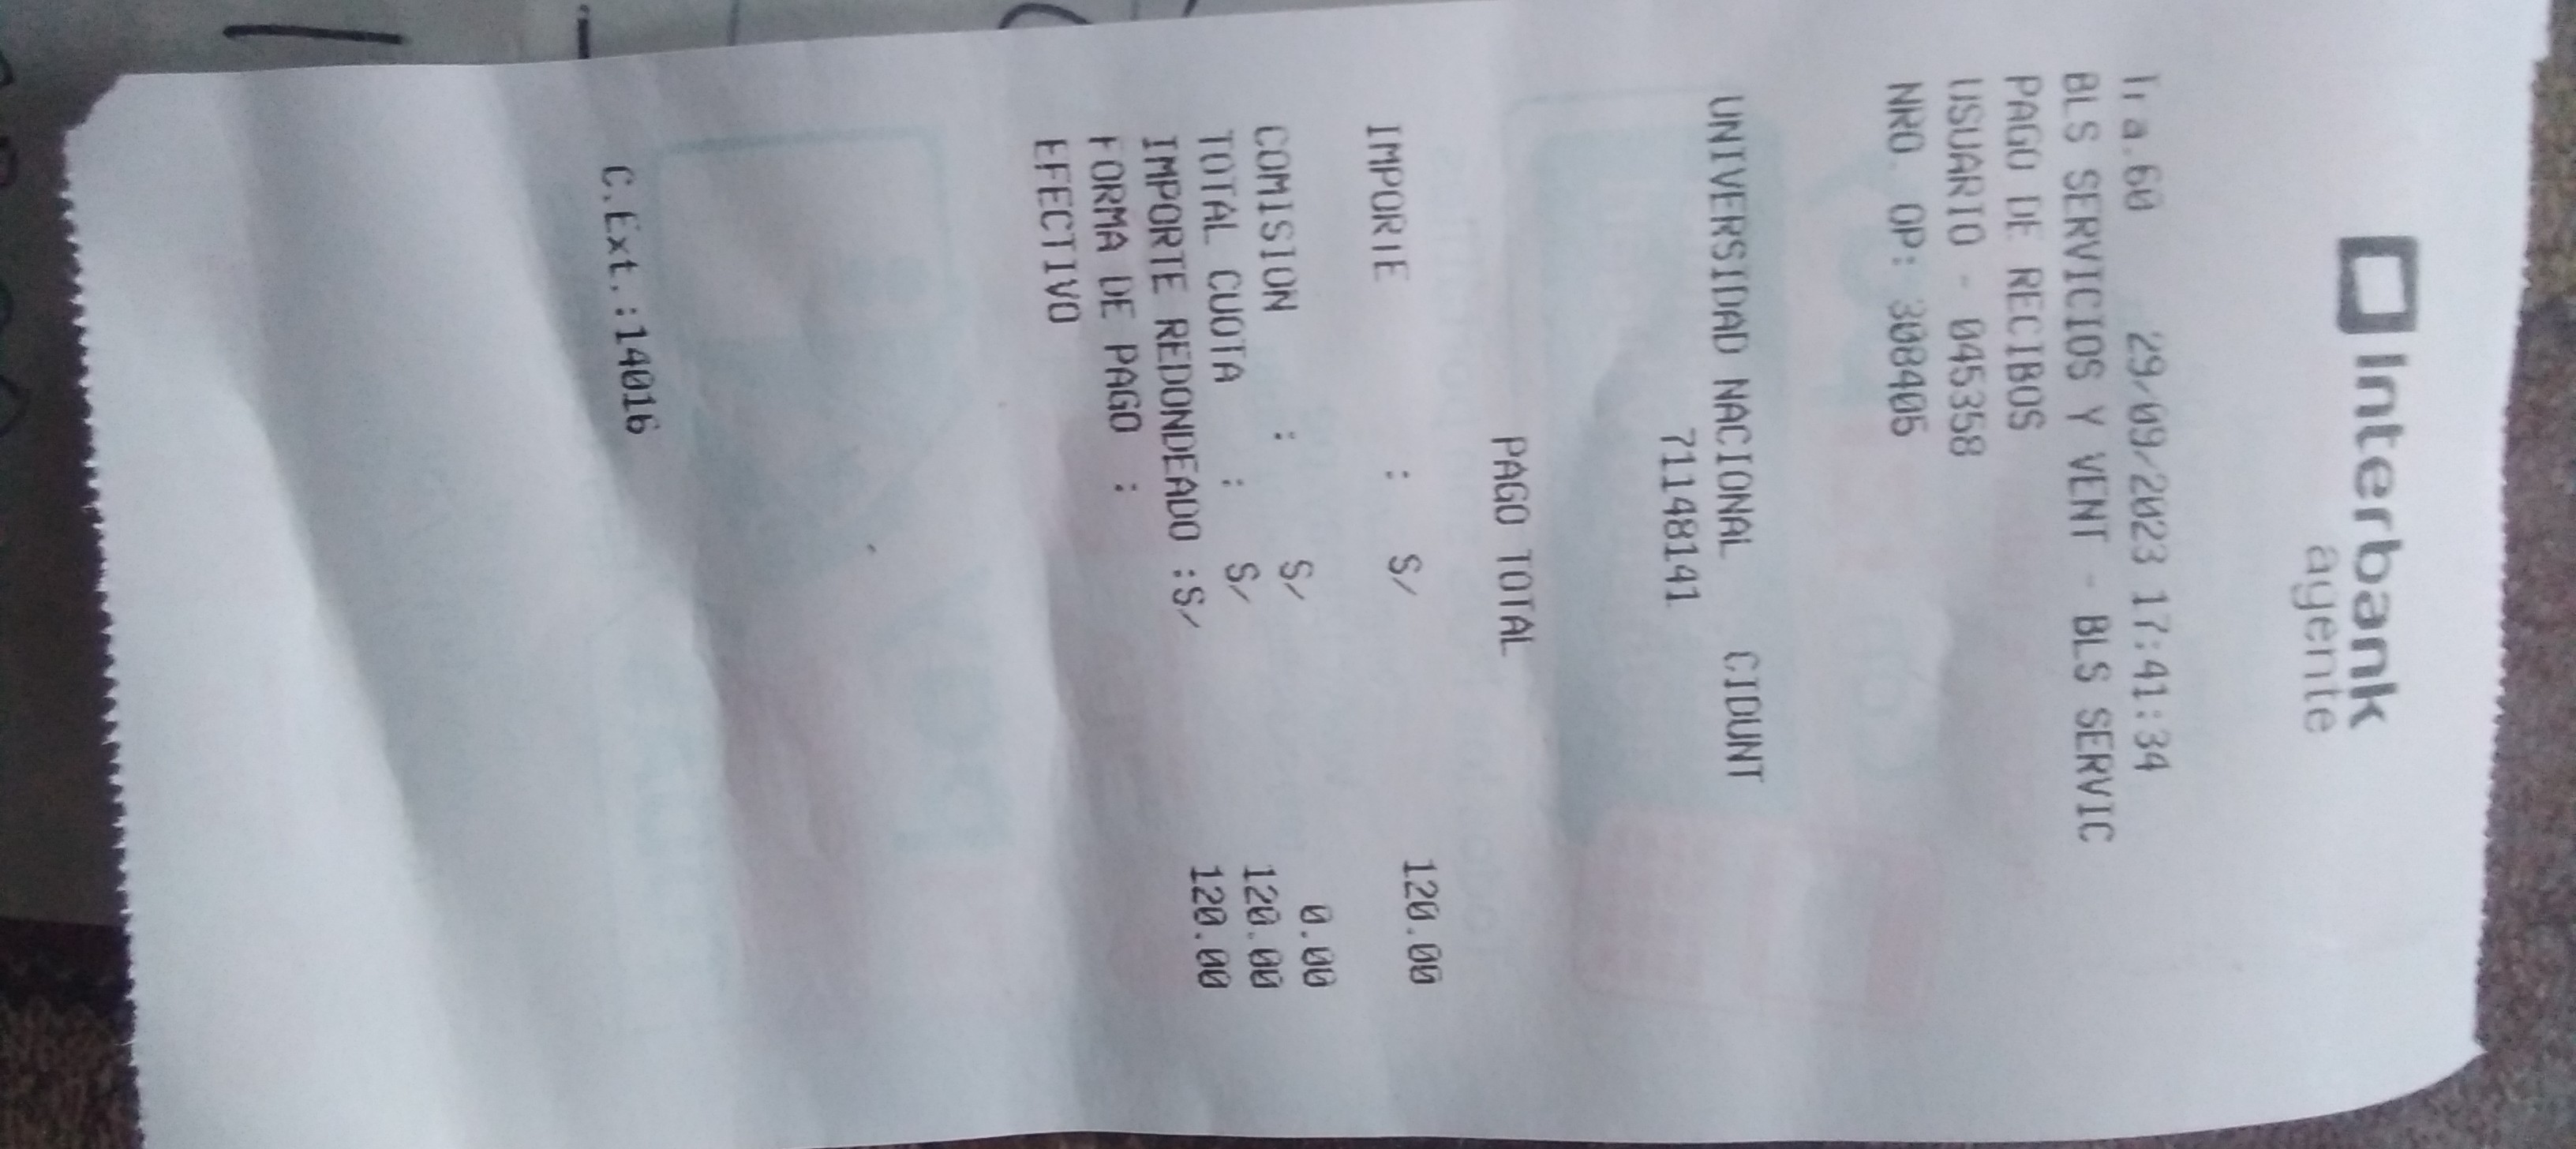 Interbank
agente
Tra.60 29/09/2023 17:41:34
BLS SERVICIOS Y VENT - BLS SERVIC
PAGO DE RECIBOS
USUARIO - 045358
NRO. OP: 3084405
UNIVERSIDAD NACIONAL CIDUNT
711481141
PAGO TOTAL
IMPORTE : S/ 120.00
COMISION : S/ 0.00
TOTAL CUOTA : S/ 120.00
IMPORTE REDONDEADO :S/ 120.00
FORMA DE PAGO :
EFECTIVO
C.Ext.:14016